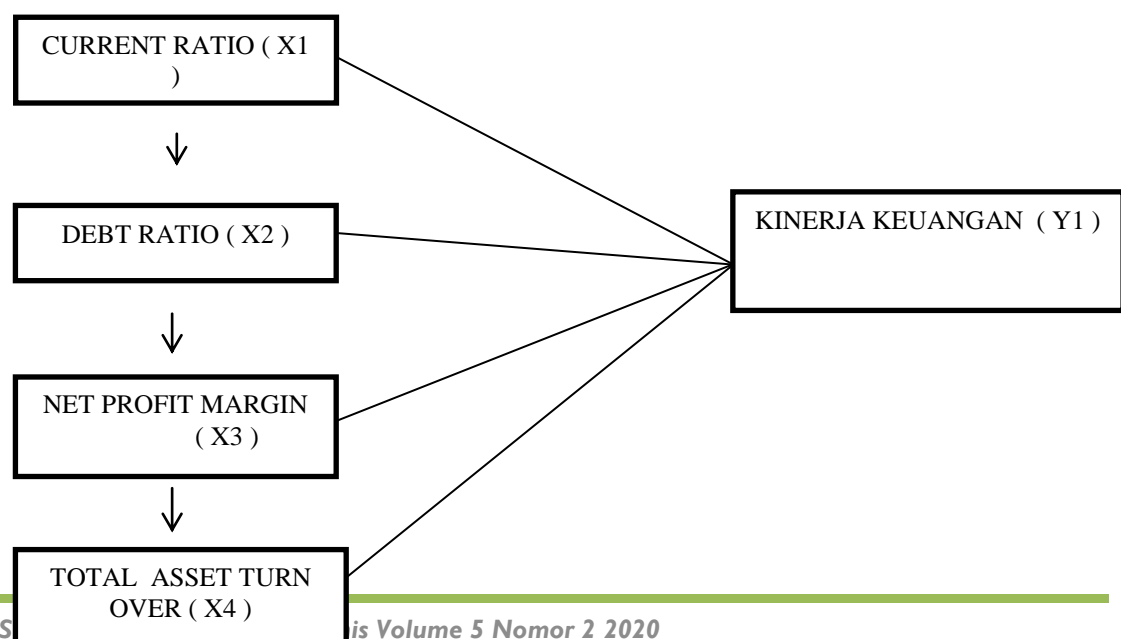 CURRENT RATIO ( X1
)
DEBT RATIO ( X2 )
KINERJA KEUANGAN ( Y1 )
NET PROFIT MARGIN
( X3 )
TOTAL ASSET TURN
OVER ( X4 )
Volume 5 Nomor 2 2020